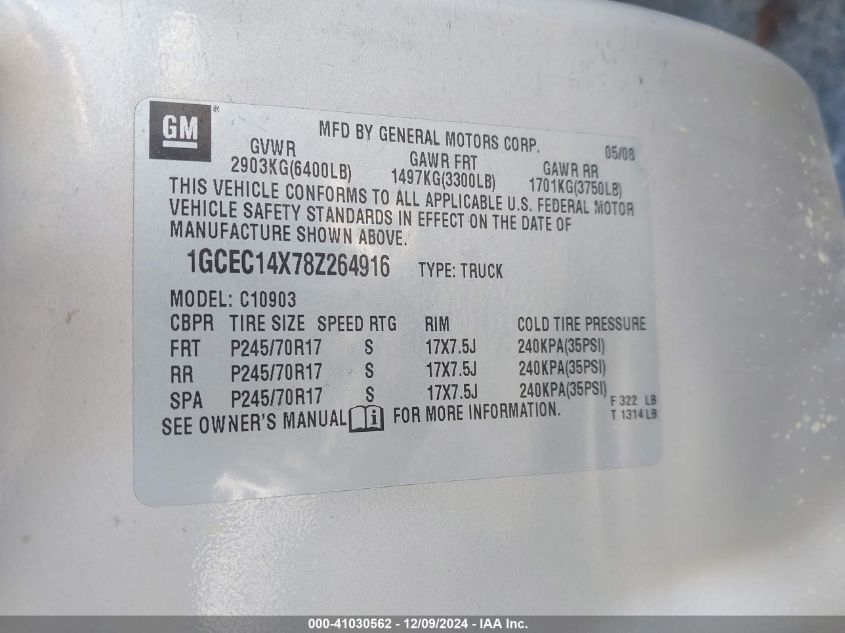 GM ®
MFD BY GENERAL MOTORS CORP. 05/08
GVWR GAWR FRT GAWR RR
2903KG(6400LB) 1497KG(3300LB) 1701KG(3750LB)
THIS VEHICLE CONFORMS TO ALL APPLICABLE U.S. FEDERAL MOTOR
VEHICLE SAFETY STANDARDS IN EFFECT ON THE DATE OF
MANUFACTURE SHOWN ABOVE.
1GCEC14X78Z264916 TYPE: TRUCK
MODEL: C10903
CBPR TIRE SIZE SPEED RTG RIM COLD TIRE PRESSURE
FRT P245/70R17 S 17X7.5J 240KPA(35PSI)
RR P245/70R17 S 17X7.5J 240KPA(35PSI)
SPA P245/70R17 S 17X7.5J 240KPA(35PSI)
F 322 LB
T 1314 LB
SEE OWNER'S MANUAL i FOR MORE INFORMATION.
000-41030562 - 12/09/2024 - IAA Inc.